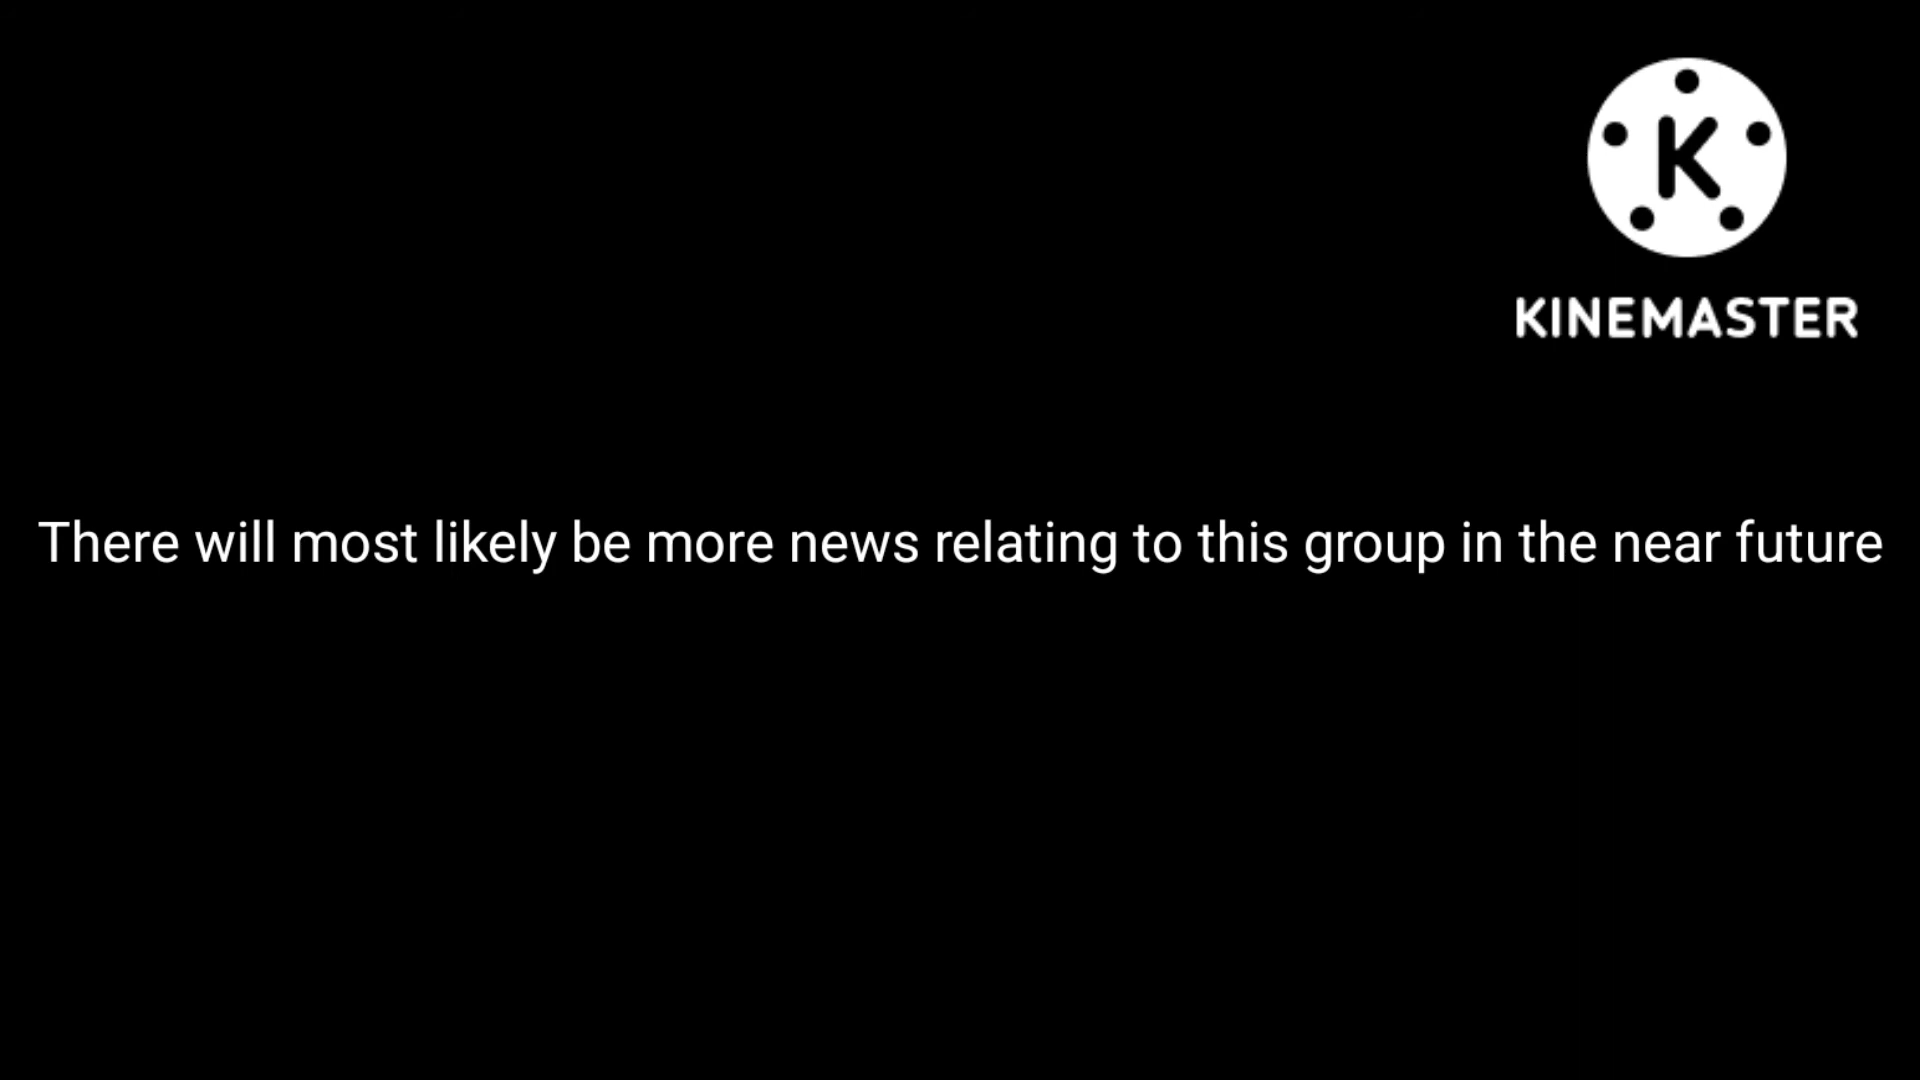 K
KINEMASTER
There will most likely be more news relating to this group in the near future